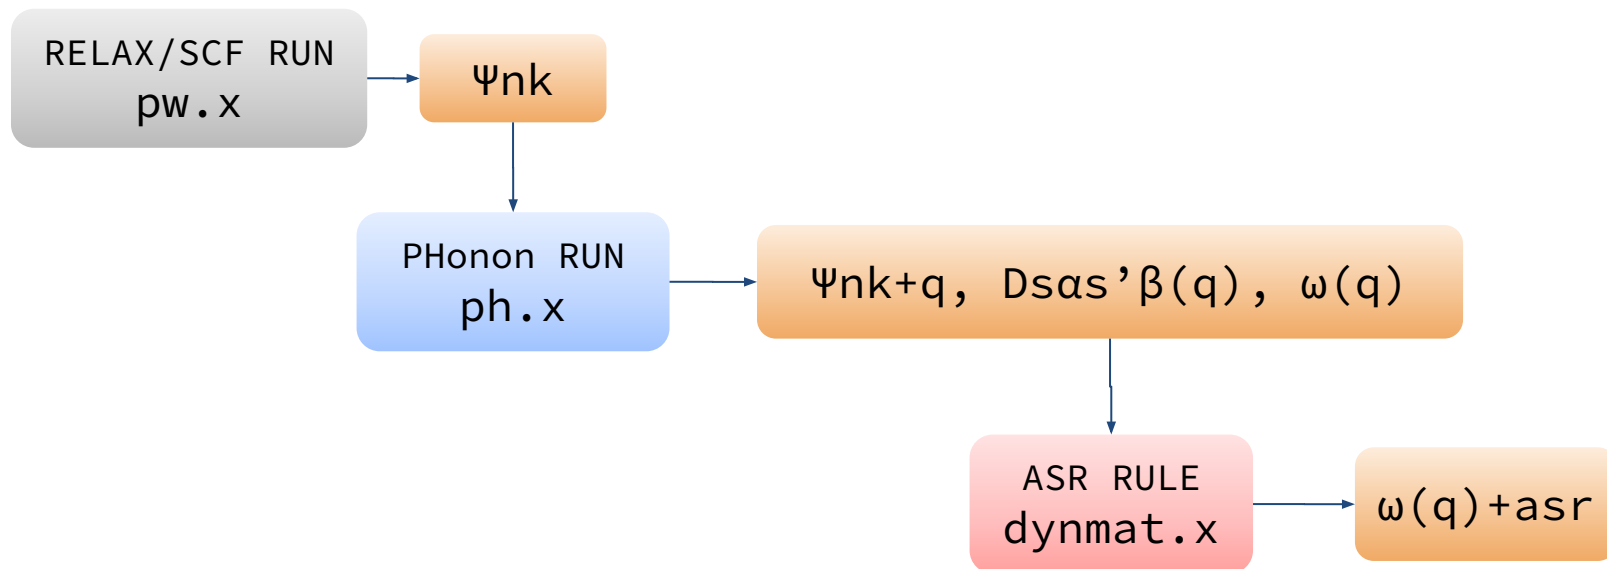 RELAX/SCF RUN
pw.x
Ψnk
PHonon RUN
ph.x
Ψnk+q, Dsαs’β(q), ω(q)
ASR RULE
dynmat.x
ω(q)+asr